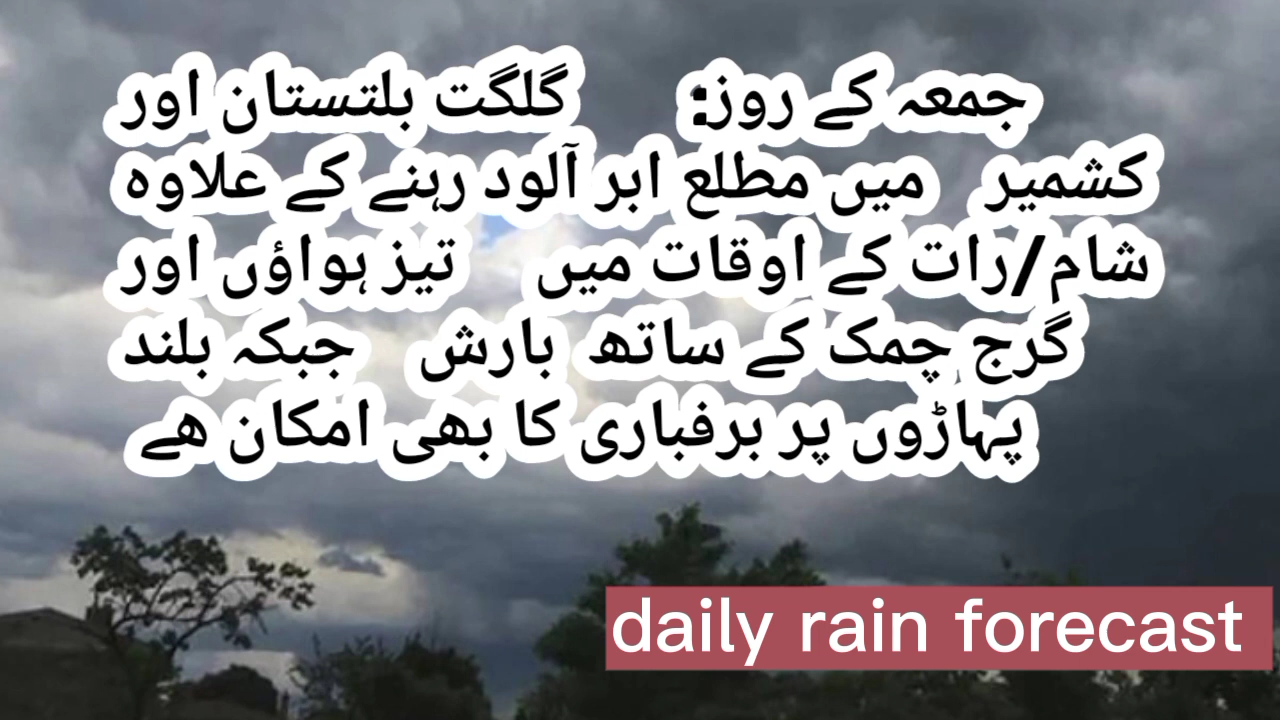 جمعہ کے روز: گلگت بلتستان اور
کشمیر میں مطلع ابر آلود رہنے کے علاوہ
شام/رات کے اوقات میں تیز ہواؤں اور
گرج چمک کے ساتھ بارش جبکہ بلند
پہاڑوں پر برفباری کا بھی امکان ھے
daily rain forecast